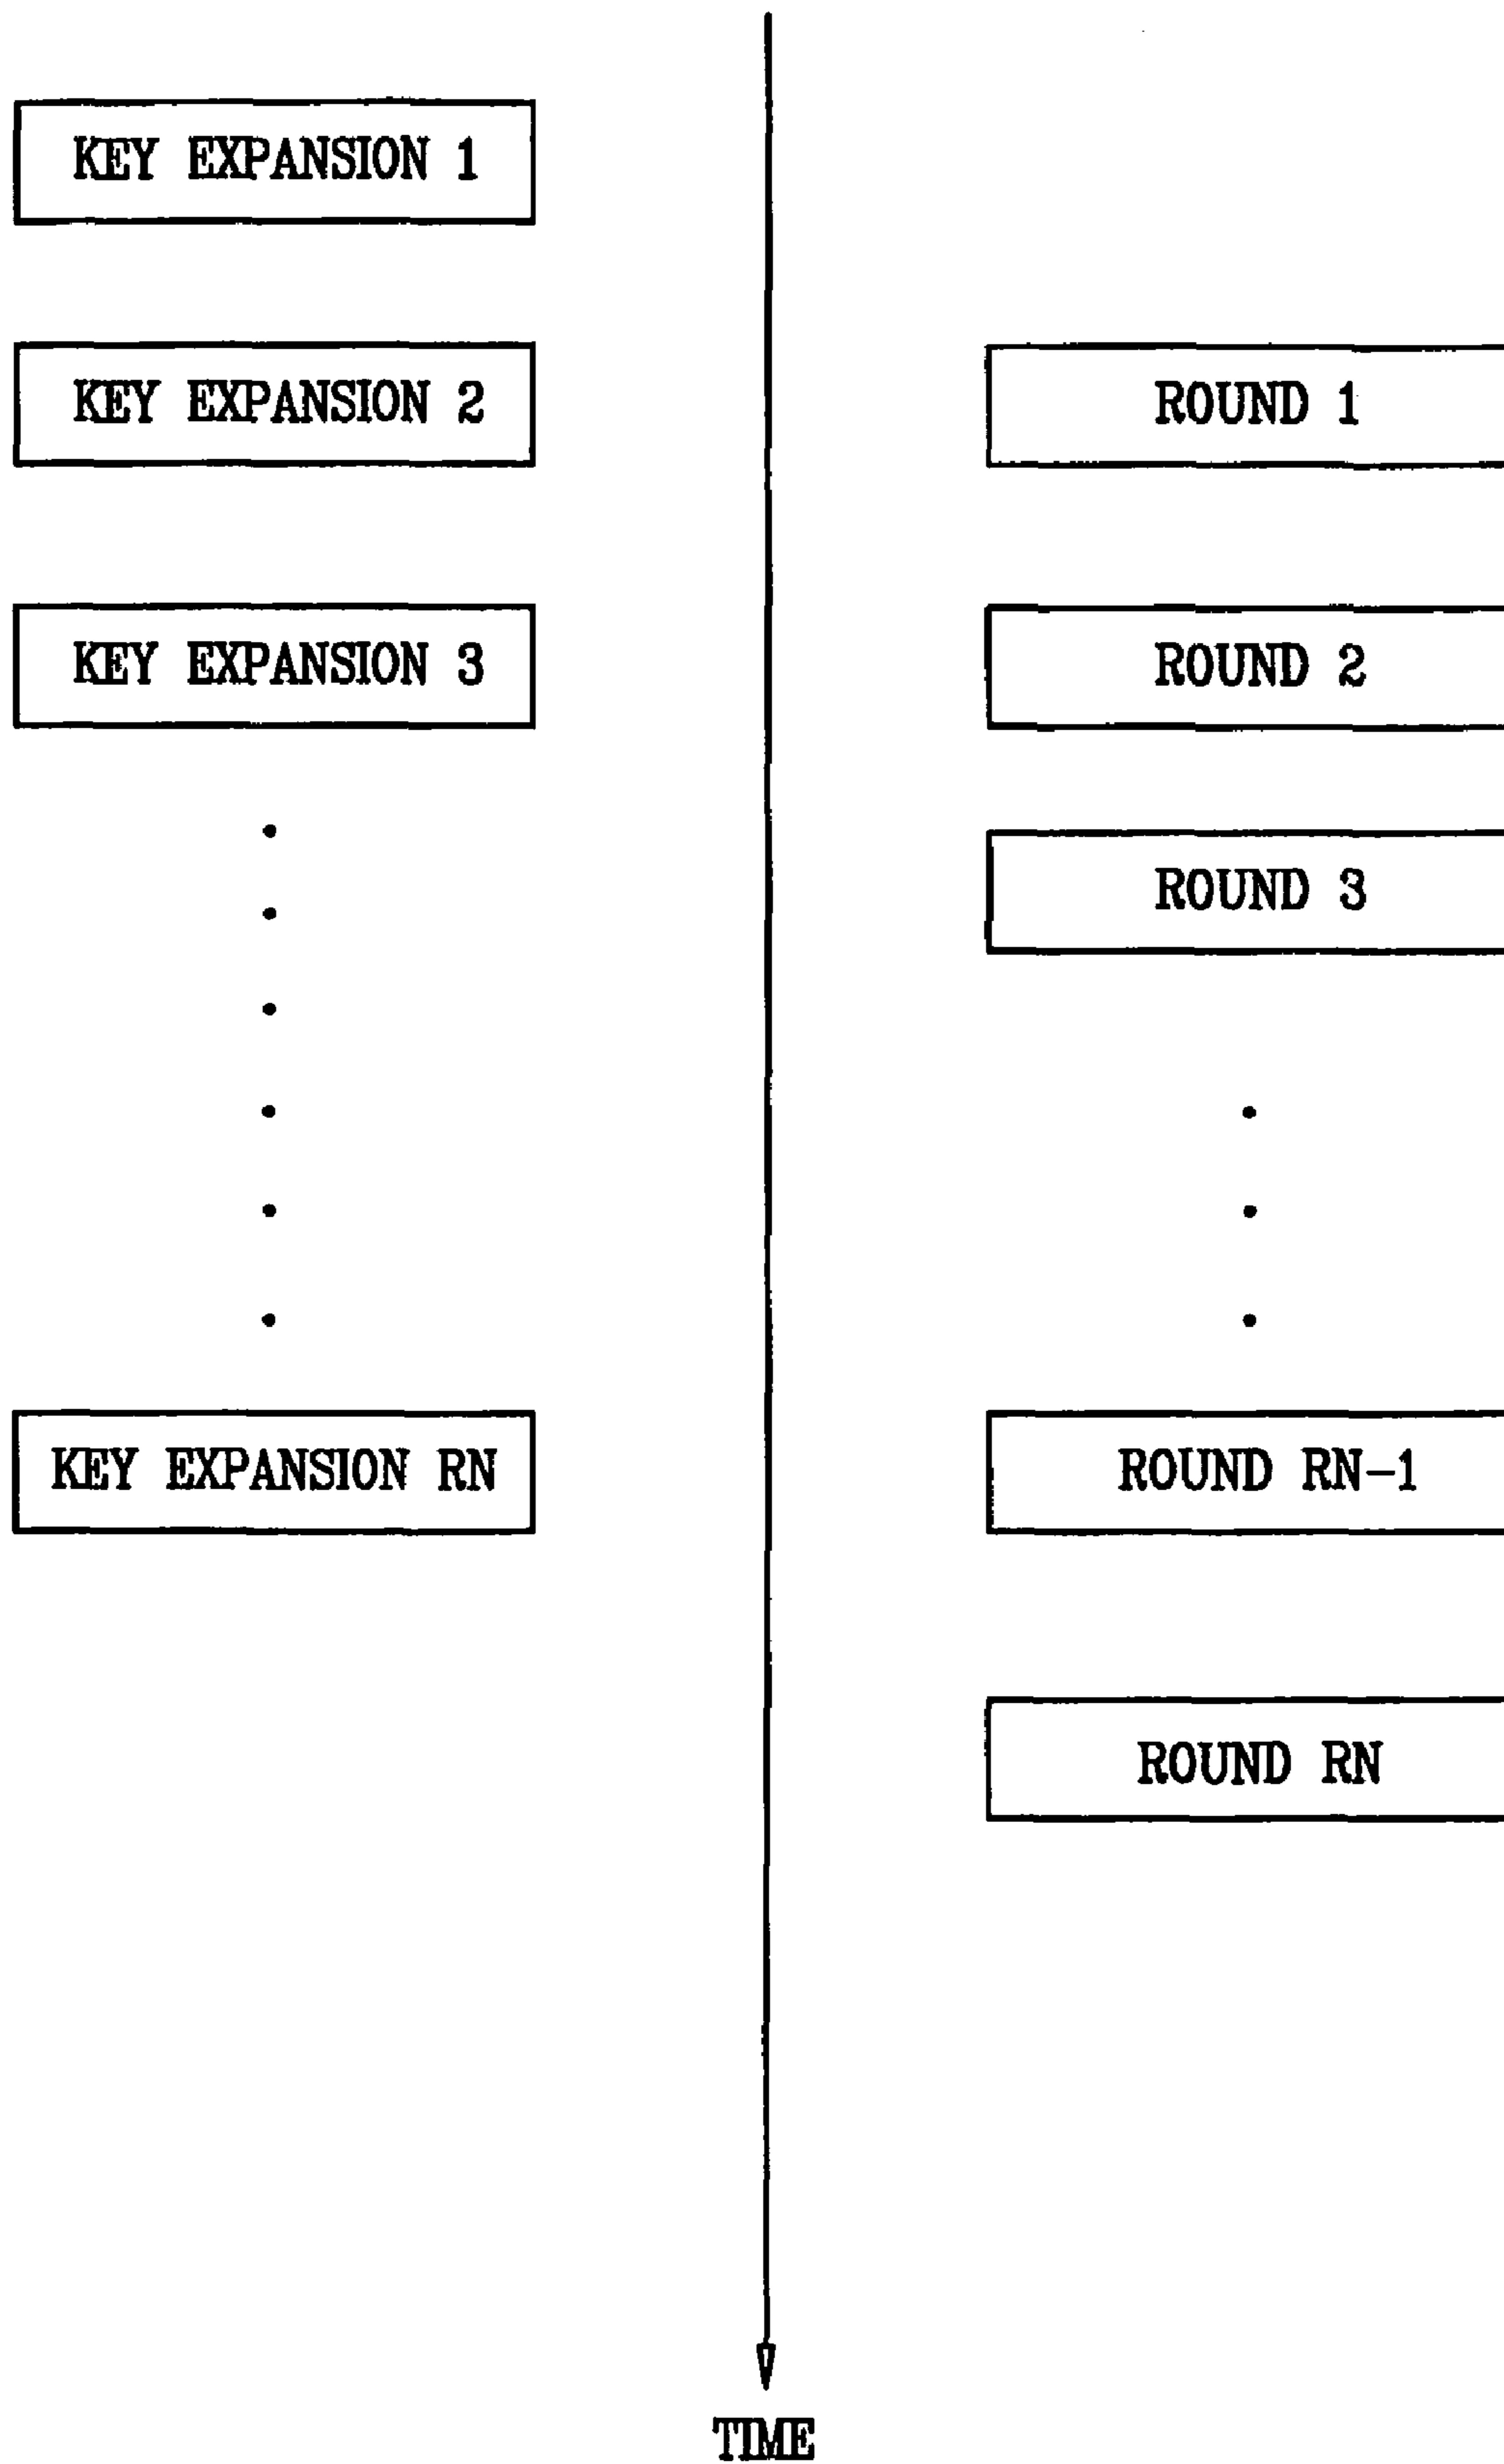 KEY EXPANSION 1
KEY EXPANSION 2
ROUND 1
KEY EXPANSION 3
ROUND 2
ROUND 3
KEY EXPANSION RN
ROUND RN-1
ROUND RN
TIME